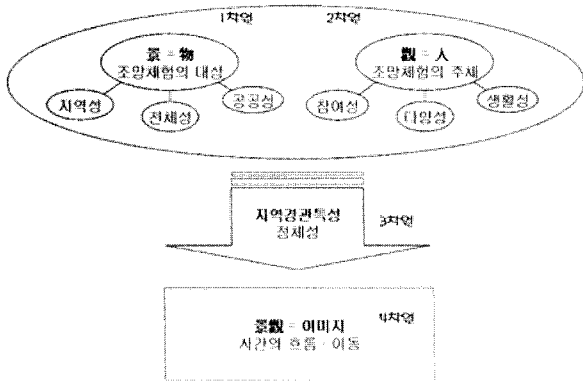 1차원 2차원
景 = 物 觀 = 人
조망체험의 대상 조망체험의 주체
지역성 전체성 공공성 참여성 다양성 생활성
지역경관특성 3차원
정체성
景觀 = 이미지 4차원
시간의 흐름 · 이동